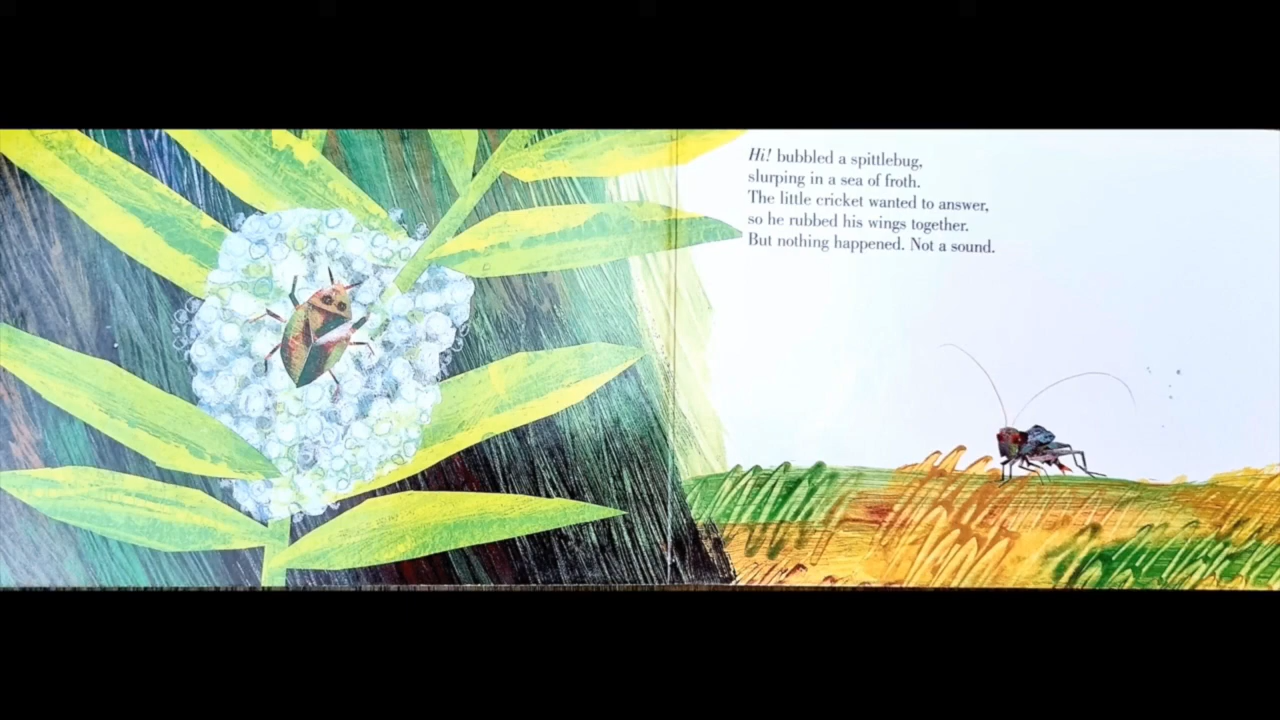 Hi! bubbled a spittlebug,
slurping in a sea of froth.
The little cricket wanted to answer,
so he rubbed his wings together.
But nothing happened. Not a sound.